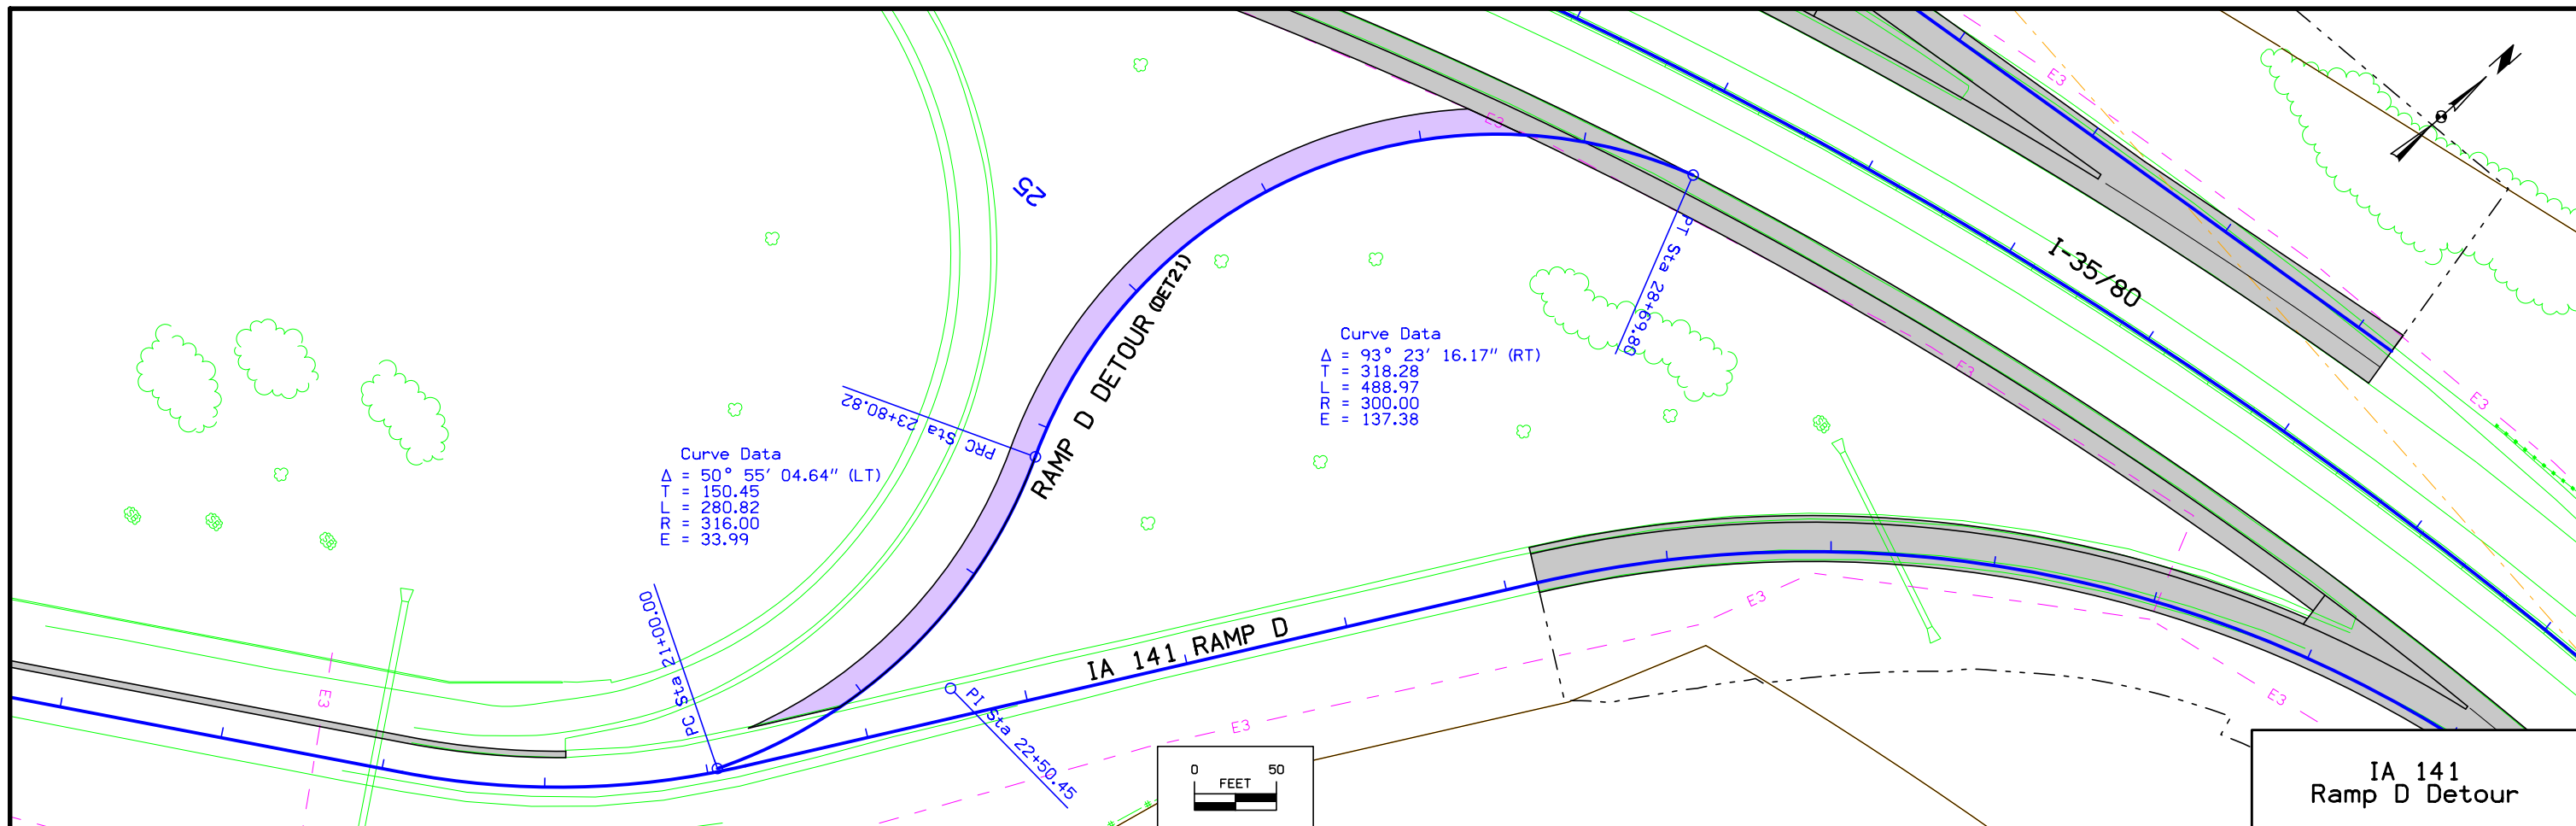 E3
E3
25
I-35/80
RAMP D DETOUR (DET21)
PT Sta 28+69.80
Curve Data
Δ = 93° 23' 16.17" (RT)
T = 318.28
L = 488.97
R = 300.00
E = 137.38
E3
E3
PRC Sta 23+80.82
Curve Data
Δ = 50° 55' 04.64" (LT)
T = 150.45
L = 280.82
R = 316.00
E = 33.99
PC Sta 21+00.00
E3
IA 141 RAMP D
E3
E3
E3
PI Sta 22+50.45
0 50
FEET
IA 141
Ramp D Detour